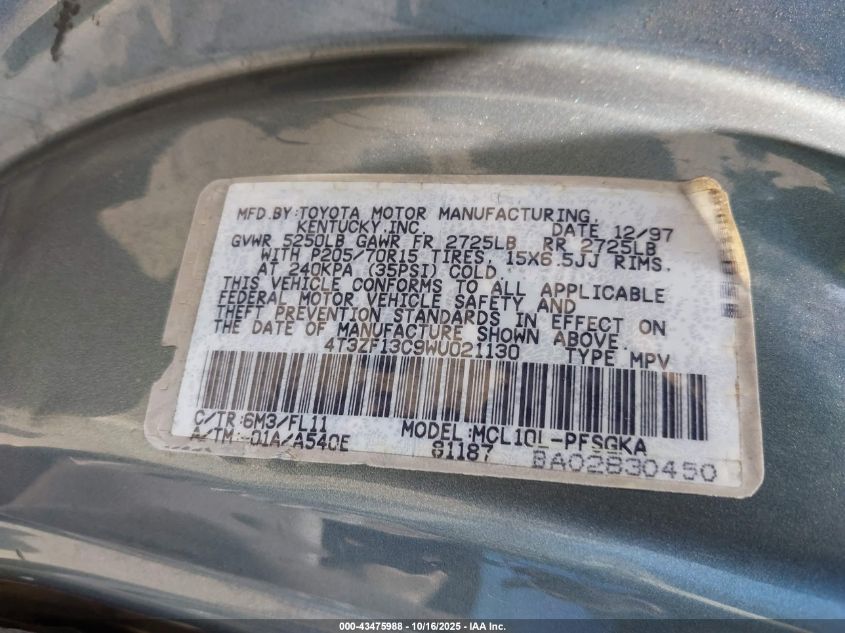 MFD.BY:TOYOTA MOTOR MANUFACTURING,
KENTUCKY,INC. DATE 12/97
GVWR 5250LB GAWR FR 2725LB RR 2725LB
WITH P205/70R15 TIRES, 15X6.5JJ RIMS,
AT 240KPA (35PSI) COLD.
THIS VEHICLE CONFORMS TO ALL APPLICABLE
FEDERAL MOTOR VEHICLE SAFETY AND
THEFT PREVENTION STANDARDS IN EFFECT ON
THE DATE OF MANUFACTURE SHOWN ABOVE.
4T3ZF13C9WU021130 TYPE MPV
C/TR:6M3/FL11 MODEL:MCL10L-PFSGKA
A/TM:-01A/A540E 81187 BA02830450
000-43475988 - 10/16/2025 - IAA Inc.